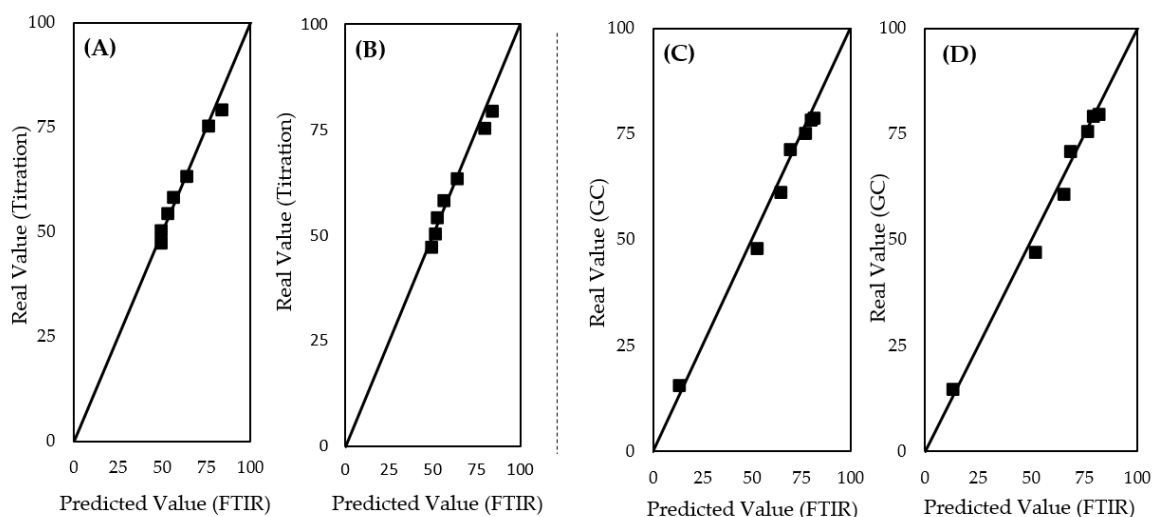 (A)
Real Value (Titration)
100
75
50
25
0
0 25 50 75 100
Predicted Value (FTIR)
(B)
Real Value (Titration)
100
75
50
25
0
0 25 50 75 100
Predicted Value (FTIR)
(C)
Real Value (GC)
100
75
50
25
0
0 25 50 75 100
Predicted Value (FTIR)
(D)
Real Value (GC)
100
75
50
25
0
0 25 50 75 100
Predicted Value (FTIR)